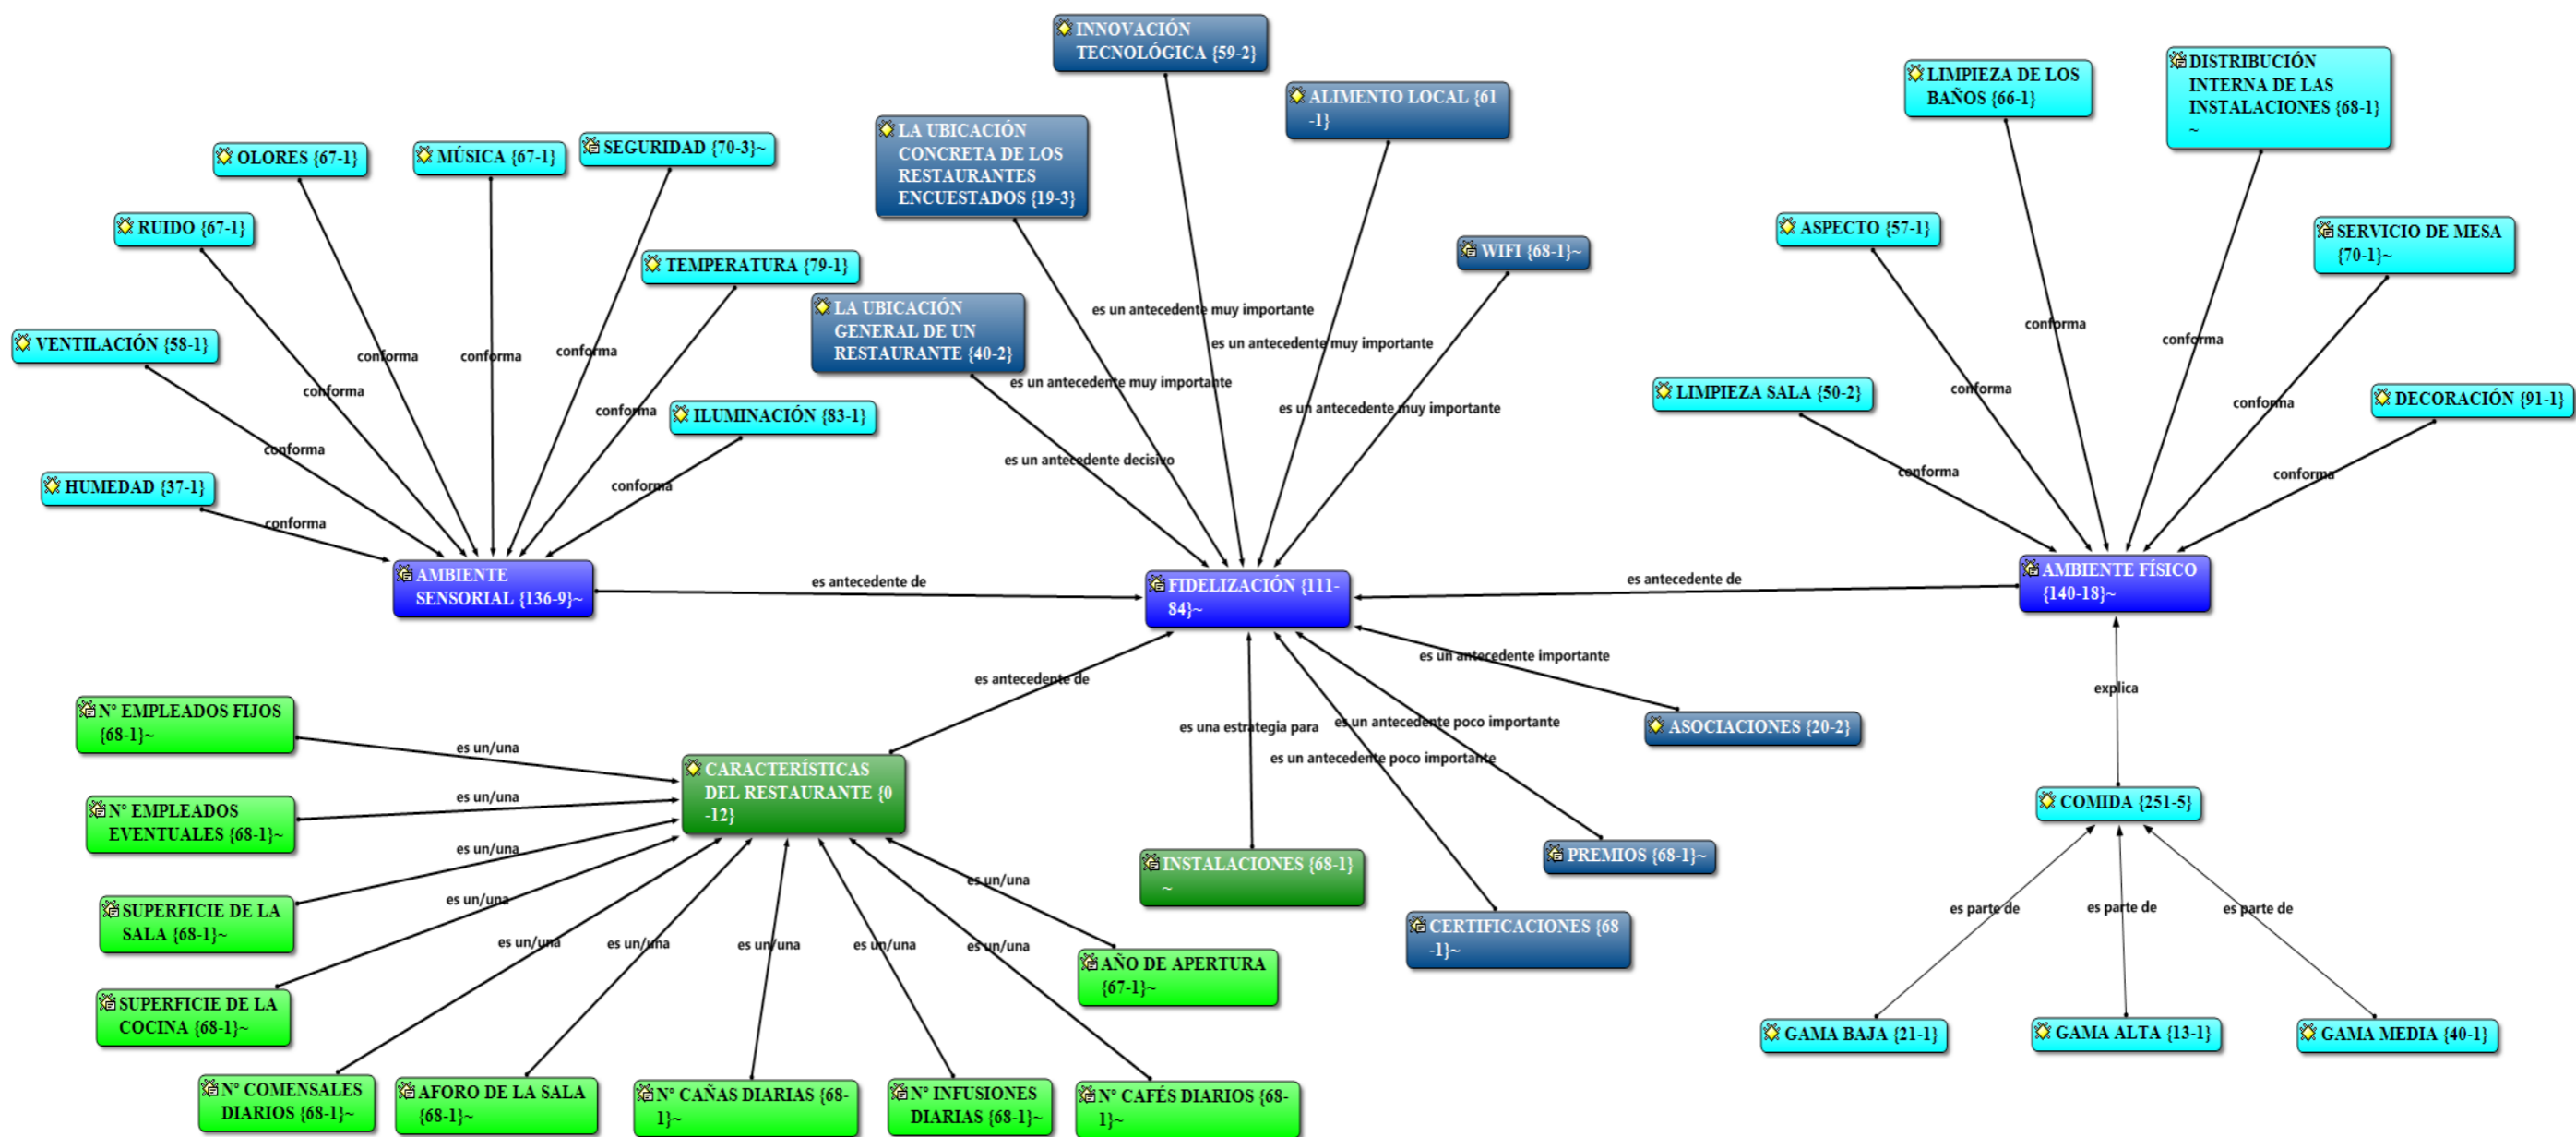 INNOVACIÓN
TECNOLÓGICA {59-2}
ALIMENTO LOCAL {61
-1}
LA UBICACIÓN
CONCRETA DE LOS
RESTAURANTES
ENCUESTADOS {19-3}
WIFI {68-1}~
LA UBICACIÓN
GENERAL DE UN
RESTAURANTE {40-2}
OLORES {67-1}
MÚSICA {67-1}
SEGURIDAD {70-3}~
RUIDO {67-1}
TEMPERATURA {79-1}
VENTILACIÓN {58-1}
ILUMINACIÓN {83-1}
HUMEDAD {37-1}
conforma
conforma
conforma
conforma
conforma
conforma
conforma
conforma
AMBIENTE
SENSORIAL {136-9}~
es antecedente de
es un antecedente muy importante
es un antecedente muy importante
es un antecedente muy importante
es un antecedente muy importante
es un antecedente decisivo
FIDELIZACIÓN {111-
84}~
es antecedente de
LIMPIEZA DE LOS
BAÑOS {66-1}
DISTRIBUCIÓN
INTERNA DE LAS
INSTALACIONES {68-1}
~
ASPECTO {57-1}
SERVICIO DE MESA
{70-1}~
LIMPIEZA SALA {50-2}
DECORACIÓN {91-1}
conforma
conforma
conforma
conforma
conforma
conforma
AMBIENTE FÍSICO
{140-18}~
explica
COMIDA {251-5}
es parte de
es parte de
es parte de
GAMA BAJA {21-1}
GAMA ALTA {13-1}
GAMA MEDIA {40-1}
es antecedente de
es un antecedente importante
es una estrategia para
es un antecedente poco importante
es un antecedente poco importante
ASOCIACIONES {20-2}
PREMIOS {68-1}~
CERTIFICACIONES {68
-1}~
INSTALACIONES {68-1}
~
CARACTERÍSTICAS
DEL RESTAURANTE {0
-12}
N° EMPLEADOS FIJOS
{68-1}~
es un/una
N° EMPLEADOS
EVENTUALES {68-1}~
es un/una
SUPERFICIE DE LA
SALA {68-1}~
es un/una
SUPERFICIE DE LA
COCINA {68-1}~
es un/una
es un/una
es un/una
es un/una
es un/una
es un/una
es un/una
AÑO DE APERTURA
{67-1}~
N° COMENSALES
DIARIOS {68-1}~
AFORO DE LA SALA
{68-1}~
N° CAÑAS DIARIAS {68-
1}~
N° INFUSIONES
DIARIAS {68-1}~
N° CAFÉS DIARIOS {68-
1}~